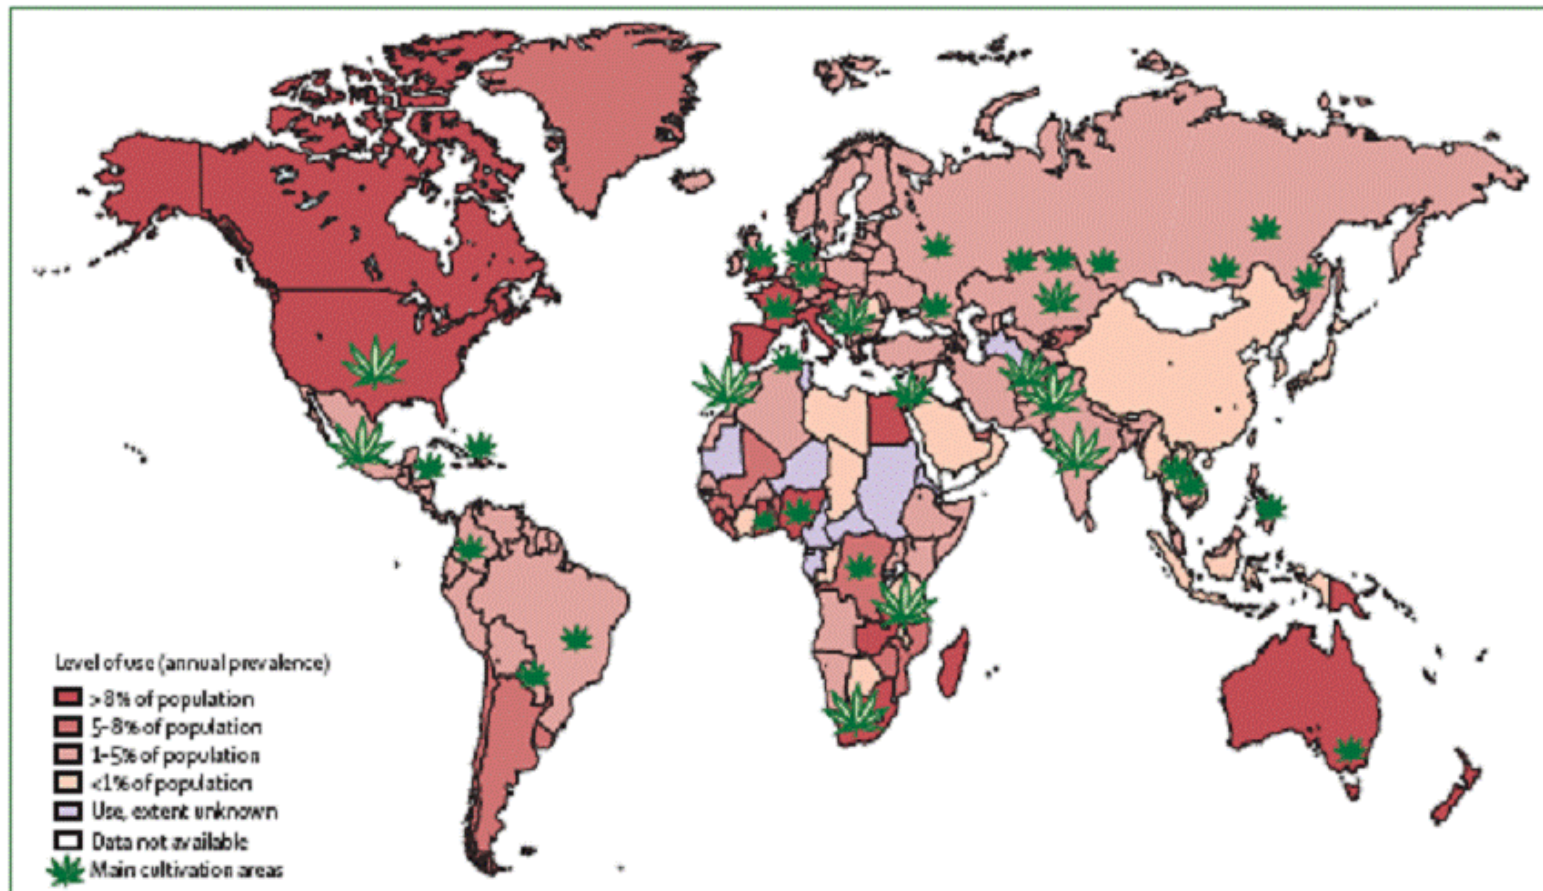 Level of use (annual prevalence)
>8% of population
5-8% of population
1-5% of population
<1% of population
Use, extent unknown
Data not available
Main cultivation areas